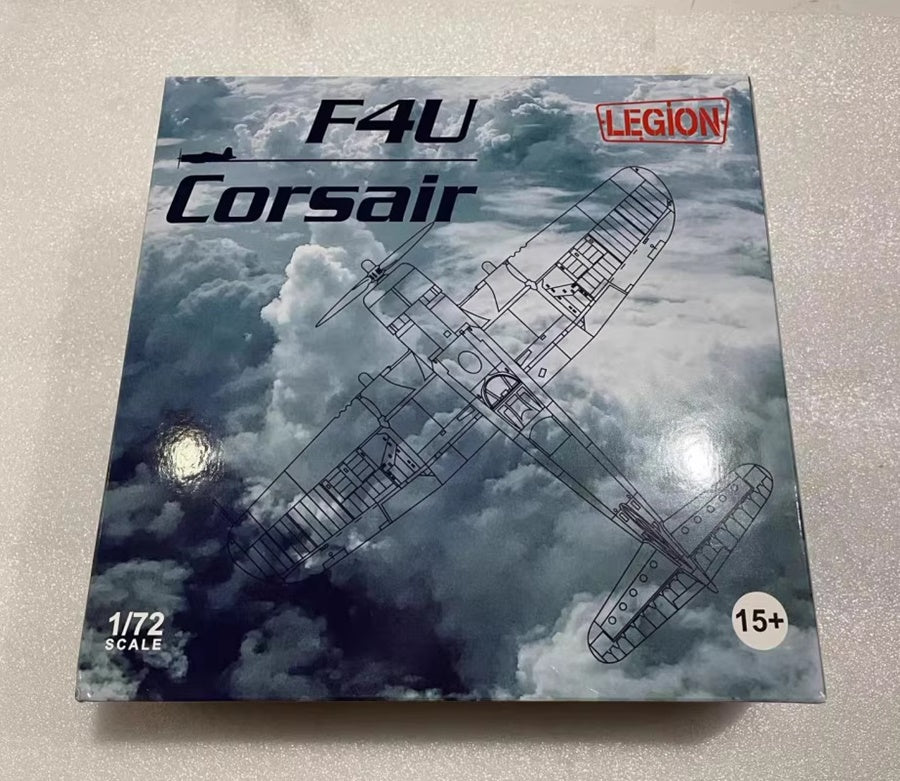 F4U
LEGION
Corsair
1/72
SCALE
15+